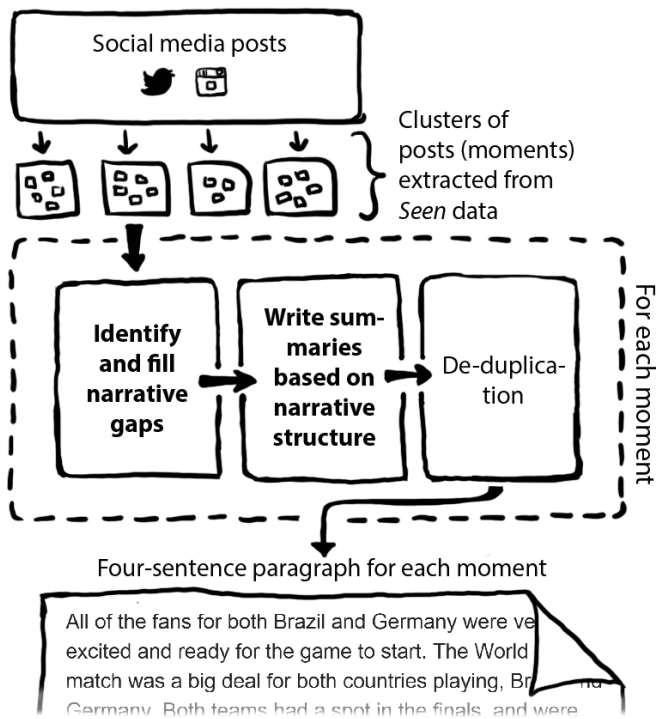 Social media posts
Clusters of
posts (moments)
extracted from
Seen data
For each moment
Identify
and fill
narrative
gaps
Write sum-
maries
based on
narrative
structure
De-duplica-
tion
Four-sentence paragraph for each moment
All of the fans for both Brazil and Germany were
excited and ready for the game to start. The World
match was a big deal for both countries playing,
Germany. Both teams had a spot in the finals, and were